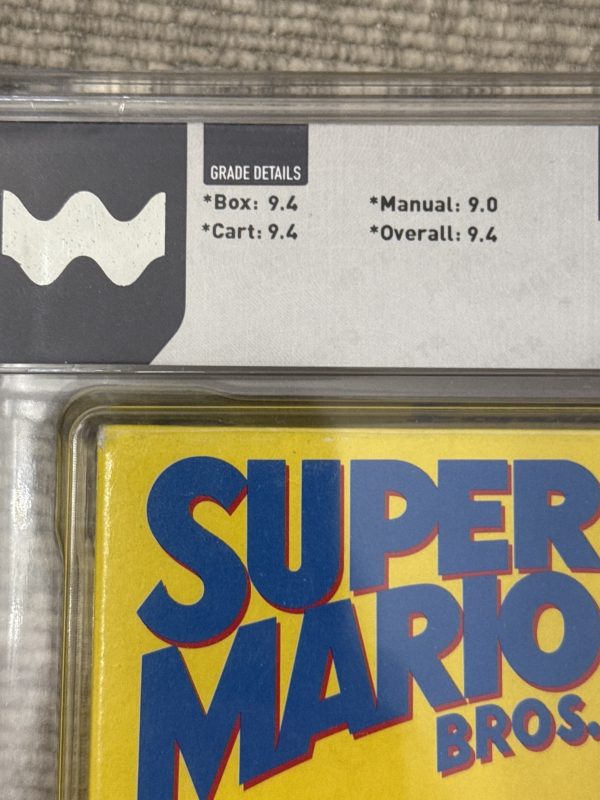 GRADE DETAILS
*Box: 9.4 *Manual: 9.0
*Cart: 9.4 *Overall: 9.4
SUPER
MARIO
BROS.